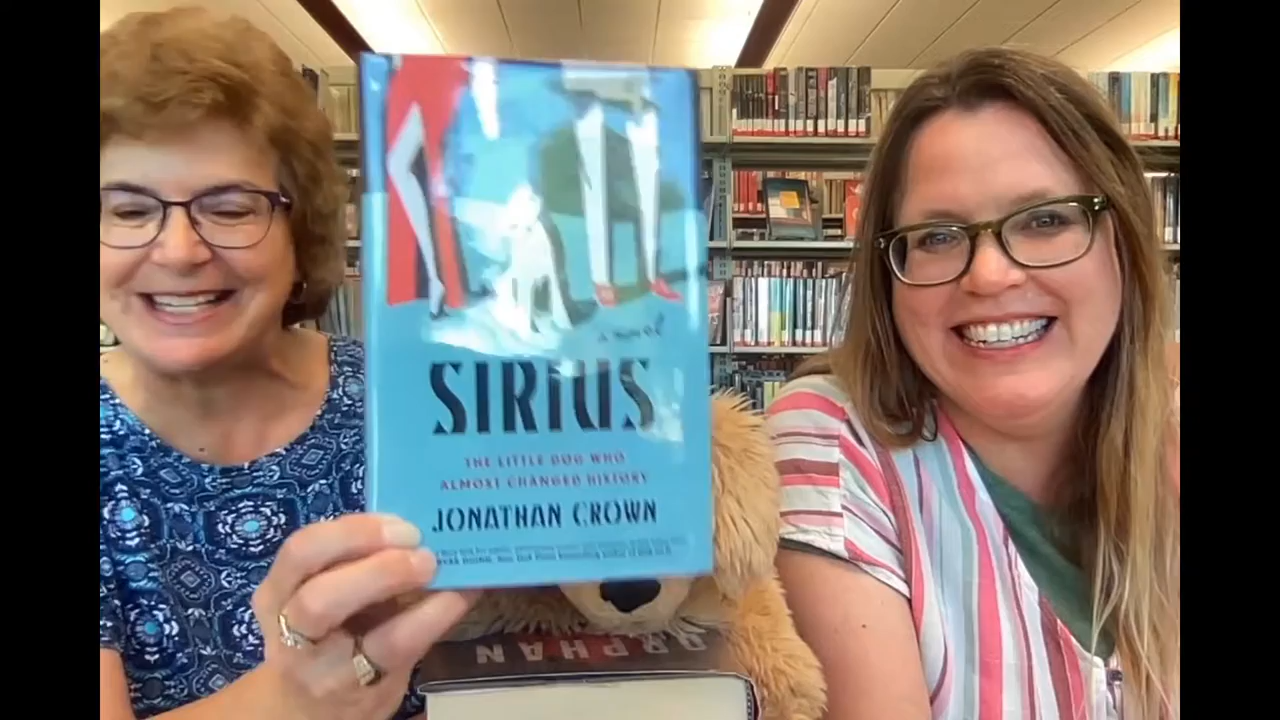 a novel
SIRIUS
THE LITTLE DOG WHO
ALMOST CHANGED HISTORY
JONATHAN CROWN
ORPHAN